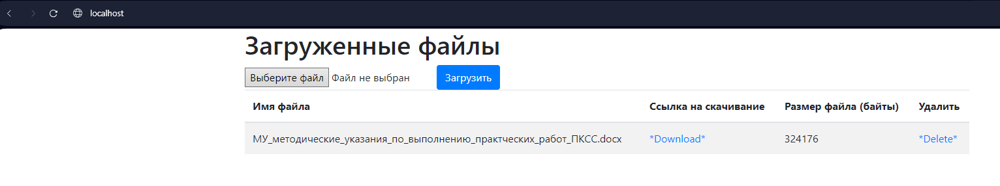 localhost
Загруженные файлы
Выберите файл Файл не выбран Загрузить
Имя файла Ссылка на скачивание Размер файла (байты) Удалить
МУ_методические_указания_по_выполнению_практческих_работ_ПКСС.docx *Download* 324176 *Delete*